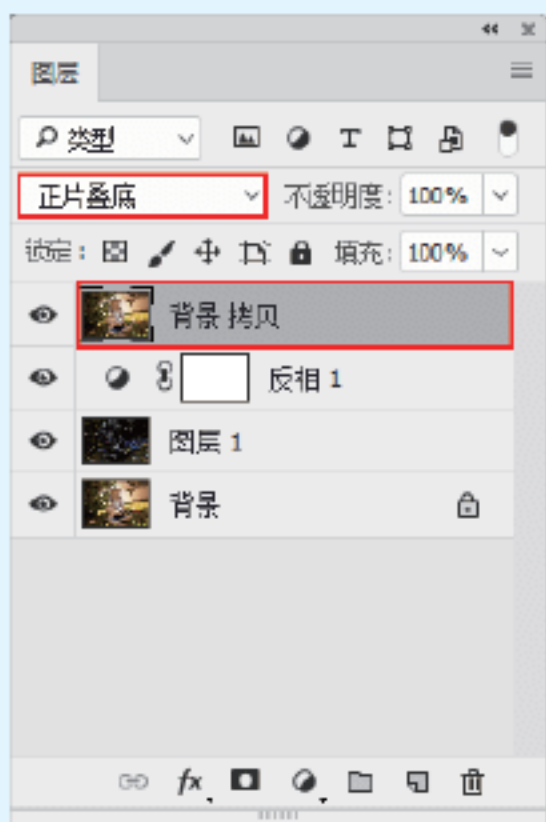 图层
类型
正片叠底 不透明度: 100%
锁定: 填充: 100%
背景 拷贝
反相 1
图层 1
背景
fx